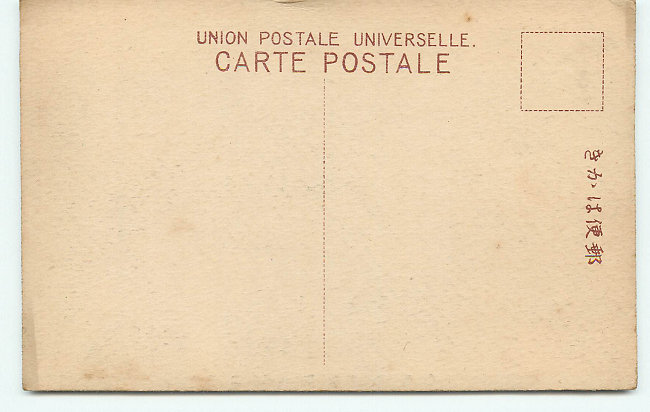 UNION POSTALE UNIVERSELLE.
CARTE POSTALE
郵便はかき